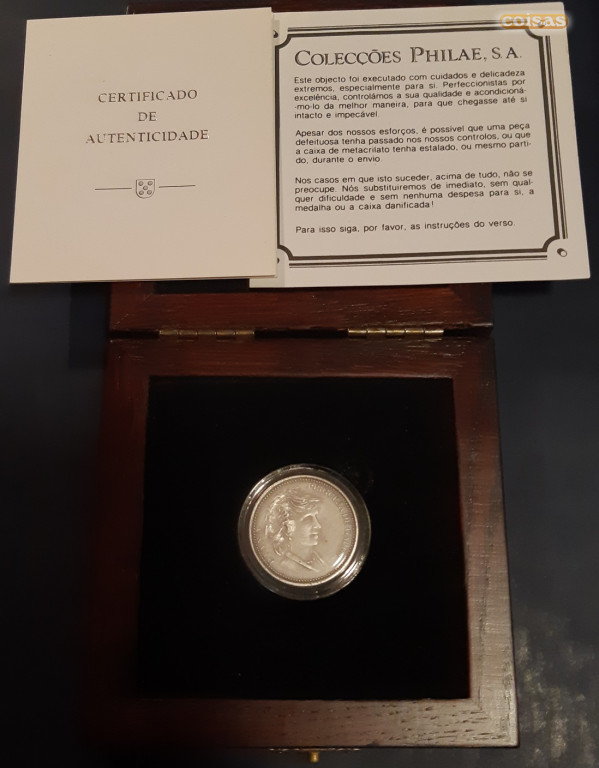 coisas
CERTIFICADO
DE
AUTENTICIDADE
COLECÇÕES PHILAE, S.A.
Este objecto foi executado com cuidados e delicadeza
extremos, especialmente para si. Perfeccionistas por
excelência, controlámos a sua qualidade e acondicioná-
-mo-lo da melhor maneira, para que chegasse até si
intacto e impecável.
Apesar dos nossos esforços, é possível que uma peça
defeituosa tenha passado nos nossos controlos, ou que
a caixa de metacrilato tenha estalado, ou mesmo parti-
do, durante o envio.
Nos casos em que isto suceder, acima de tudo, não se
preocupe. Nós substituiremos de imediato, sem qual-
quer dificuldade e sem nenhuma despesa para si, a
medalha ou a caixa danificada!
Para isso siga, por favor, as instruções do verso.